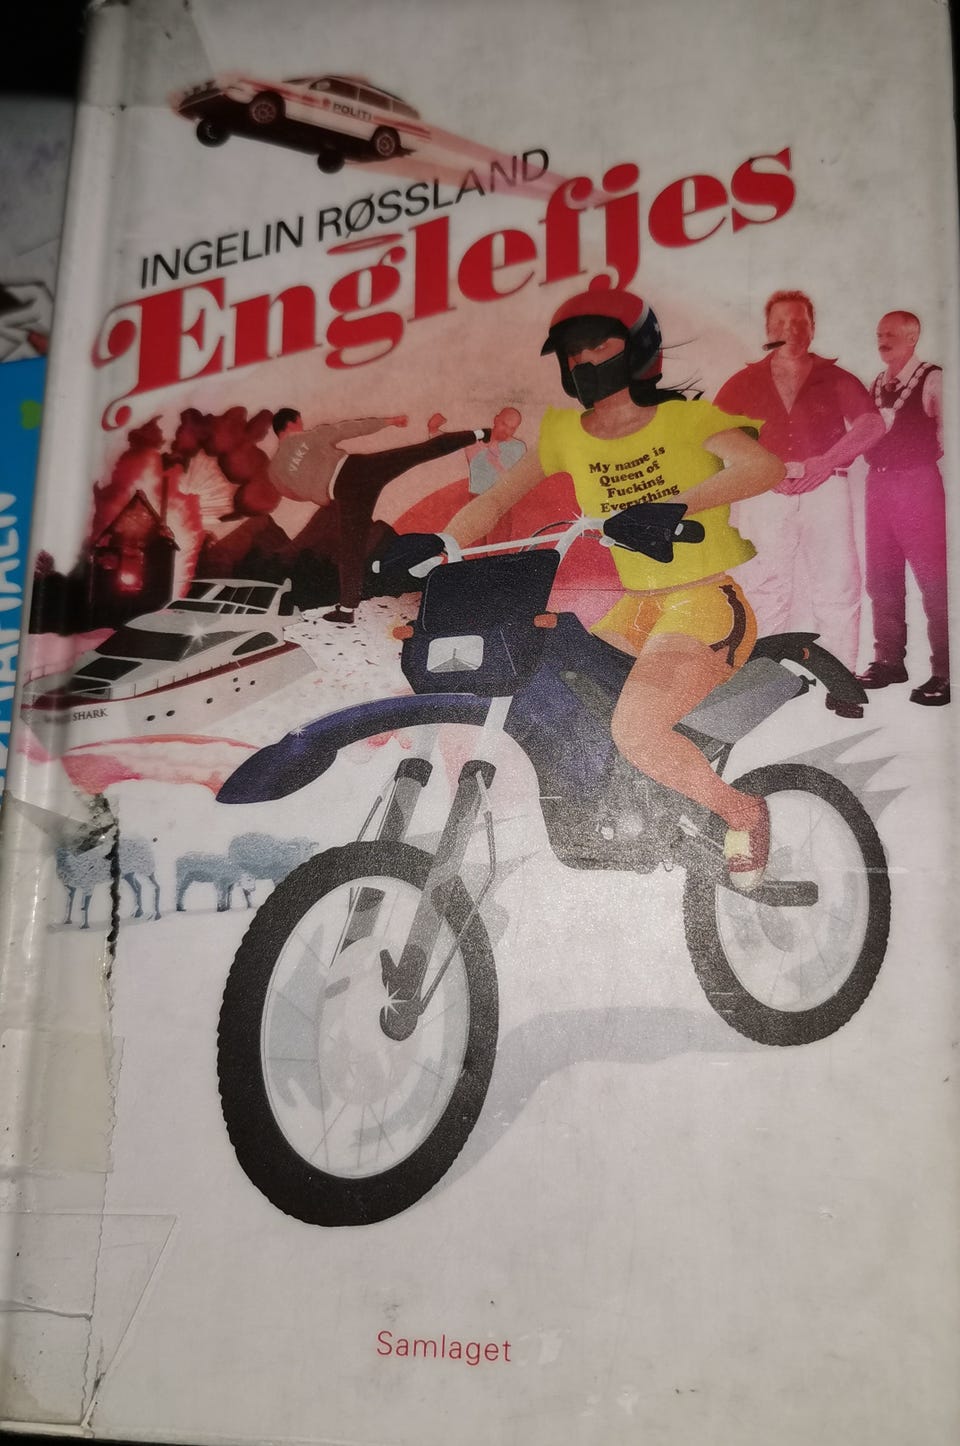 POLITI
INGELIN RØSSLAND
Englefjes
VAKT
My name is
Queen of
Fucking
Everything
SHARK
Samlaget